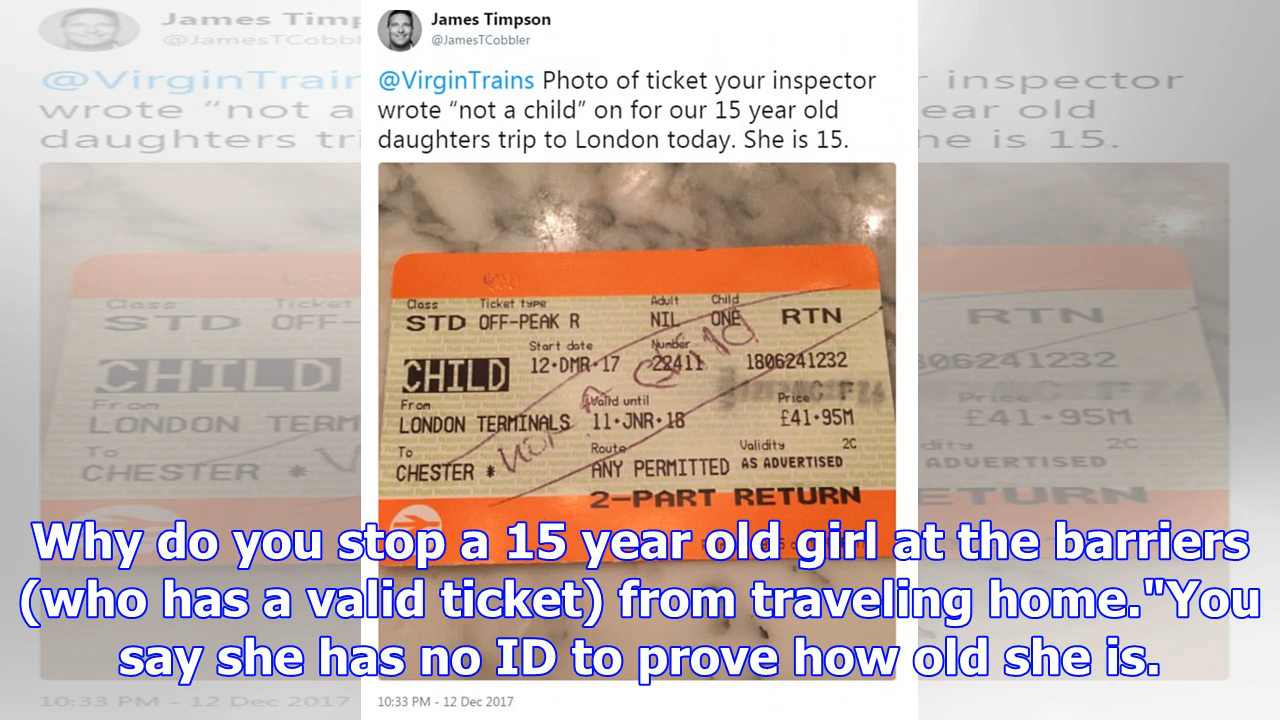 James Timpson
@JamesTCobbler
@VirginTrains Photo of ticket your inspector
wrote “not a child” on for our 15 year old
daughters trip to London today. She is 15.
Class Ticket type Adult Child
STD OFF-PEAK R NIL ONE RTN
Start date Number
CHILD 12·DMR·17 22411 1806241232
From Valid until Price
LONDON TERMINALS 11·JNR·18 £41·95M
To Route Validity 2C
CHESTER * ANY PERMITTED AS ADVERTISED
NOT A CHILD
2-PART RETURN
Why do you stop a 15 year old girl at the barriers
(who has a valid ticket) from traveling home."You
say she has no ID to prove how old she is.
10:33 PM - 12 Dec 2017